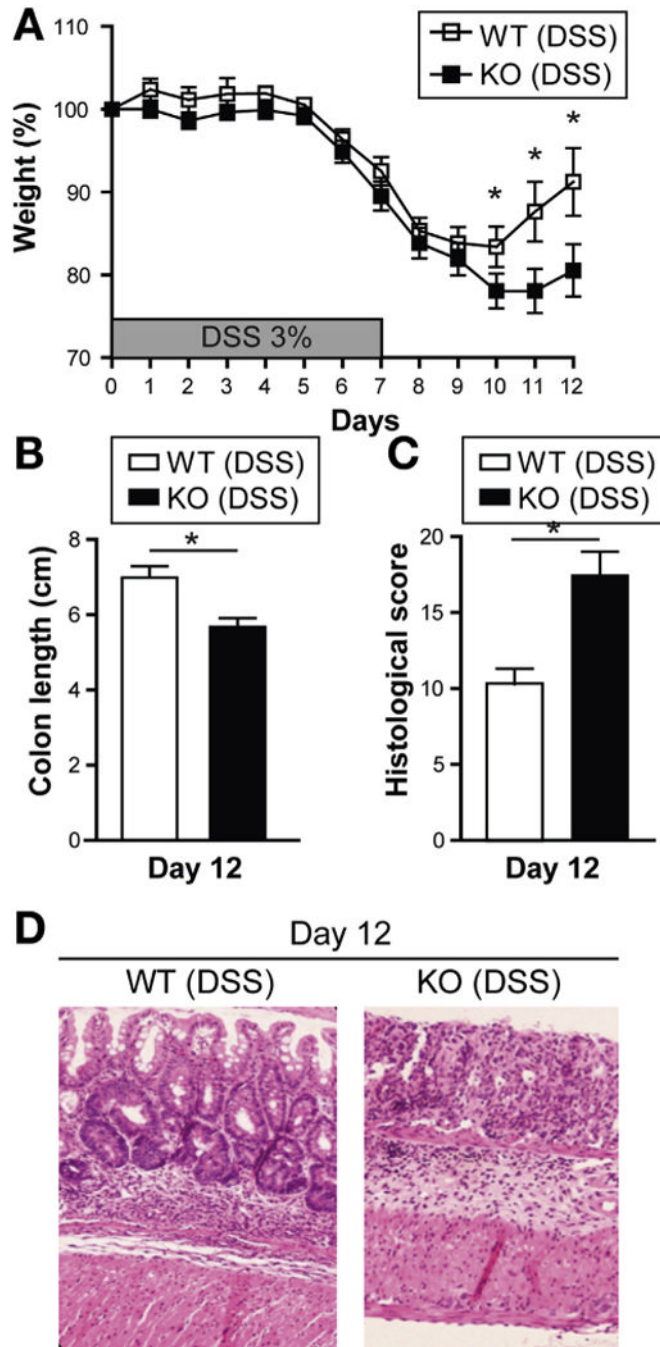 A
110
100
90
80
70
Weight (%)
WT (DSS)
KO (DSS)
*
*
*
DSS 3%
0 1 2 3 4 5 6 7 8 9 10 11 12
Days
B
WT (DSS)
KO (DSS)
8
6
4
2
0
Colon length (cm)
*
Day 12
C
WT (DSS)
KO (DSS)
20
15
10
5
0
Histological score
*
Day 12
D
Day 12
WT (DSS) KO (DSS)